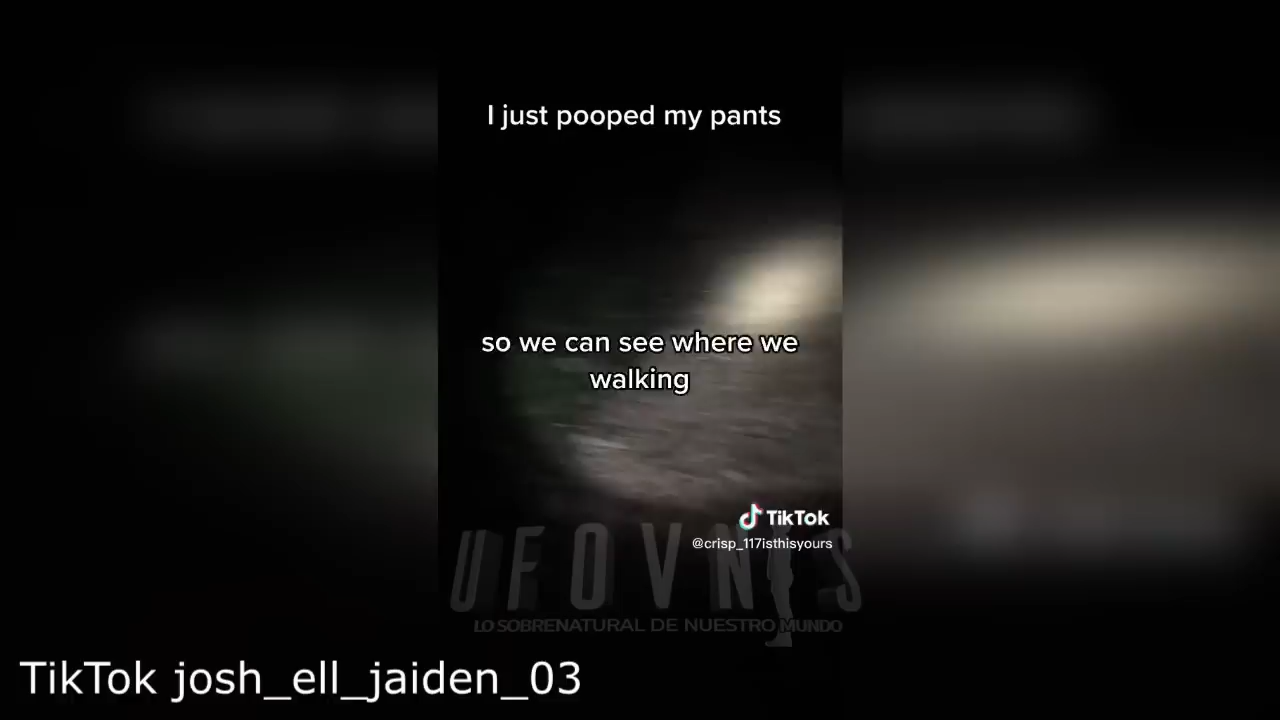 I just pooped my pants
so we can see where we
walking
TikTok
@crisp_117isthisyours
UFOVNIS
LO SOBRENATURAL DE NUESTRO MUNDO
TikTok josh_ell_jaiden_03